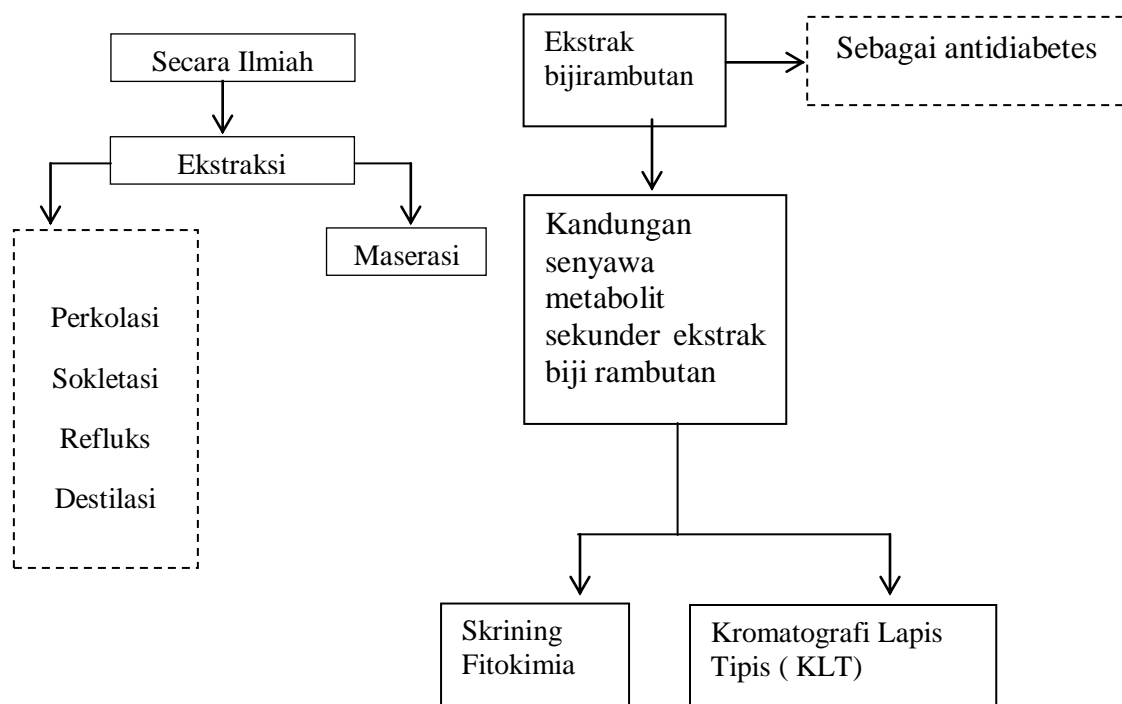 Secara Ilmiah
Ekstraksi
Perkolasi
Sokletasi
Refluks
Destilasi
Maserasi
Ekstrak
bijirambutan
Sebagai antidiabetes
Kandungan
senyawa
metabolit
sekunder ekstrak
biji rambutan
Skrining
Fitokimia
Kromatografi Lapis
Tipis ( KLT)